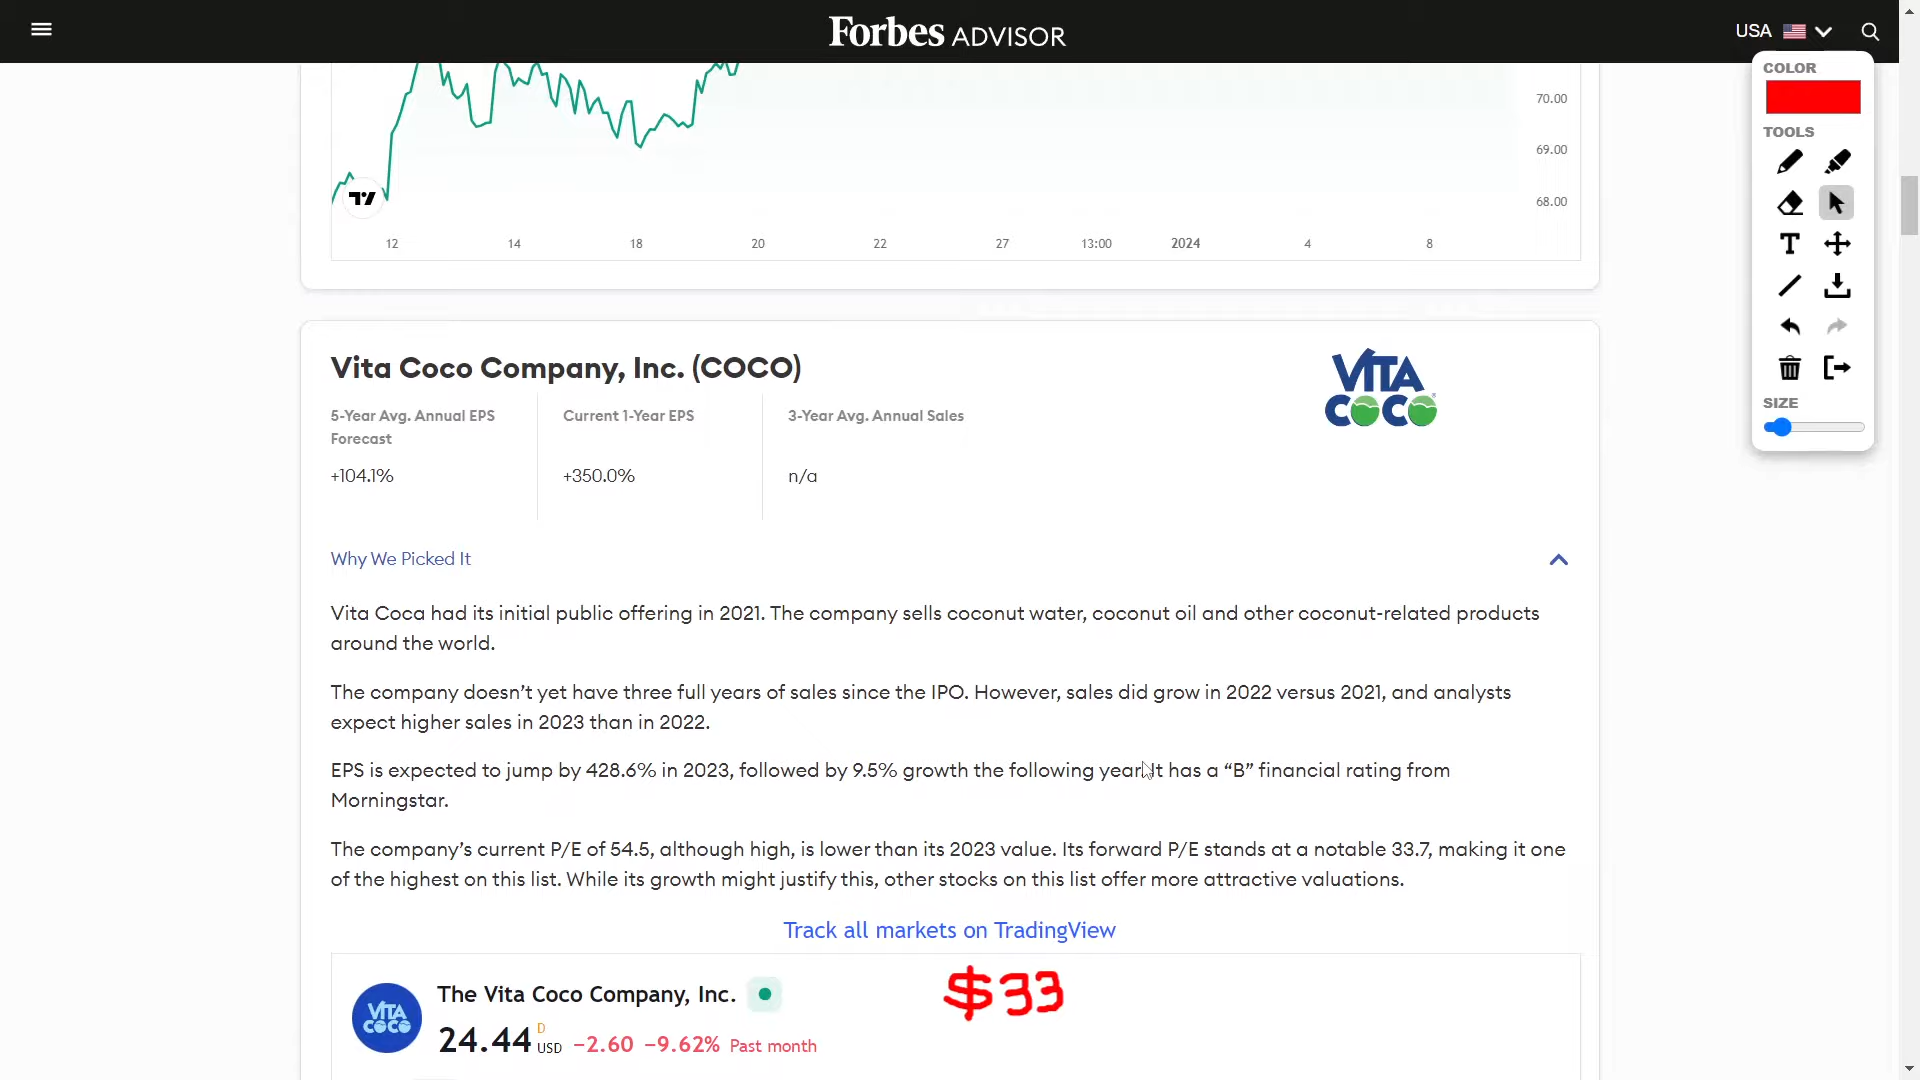 Forbes ADVISOR
USA
COLOR
TOOLS
T
SIZE
70.00
69.00
68.00
12 14 18 20 22 27 13:00 2024 4 8
Vita Coco Company, Inc. (COCO)
VITA
COCO
5-Year Avg. Annual EPS
Forecast
+104.1%
Current 1-Year EPS
+350.0%
3-Year Avg. Annual Sales
n/a
Why We Picked It
Vita Coca had its initial public offering in 2021. The company sells coconut water, coconut oil and other coconut-related products
around the world.
The company doesn’t yet have three full years of sales since the IPO. However, sales did grow in 2022 versus 2021, and analysts
expect higher sales in 2023 than in 2022.
EPS is expected to jump by 428.6% in 2023, followed by 9.5% growth the following year. It has a “B” financial rating from
Morningstar.
The company’s current P/E of 54.5, although high, is lower than its 2023 value. Its forward P/E stands at a notable 33.7, making it one
of the highest on this list. While its growth might justify this, other stocks on this list offer more attractive valuations.
Track all markets on TradingView
VITA
COCO
The Vita Coco Company, Inc.
$33
24.44 D USD −2.60 −9.62% Past month